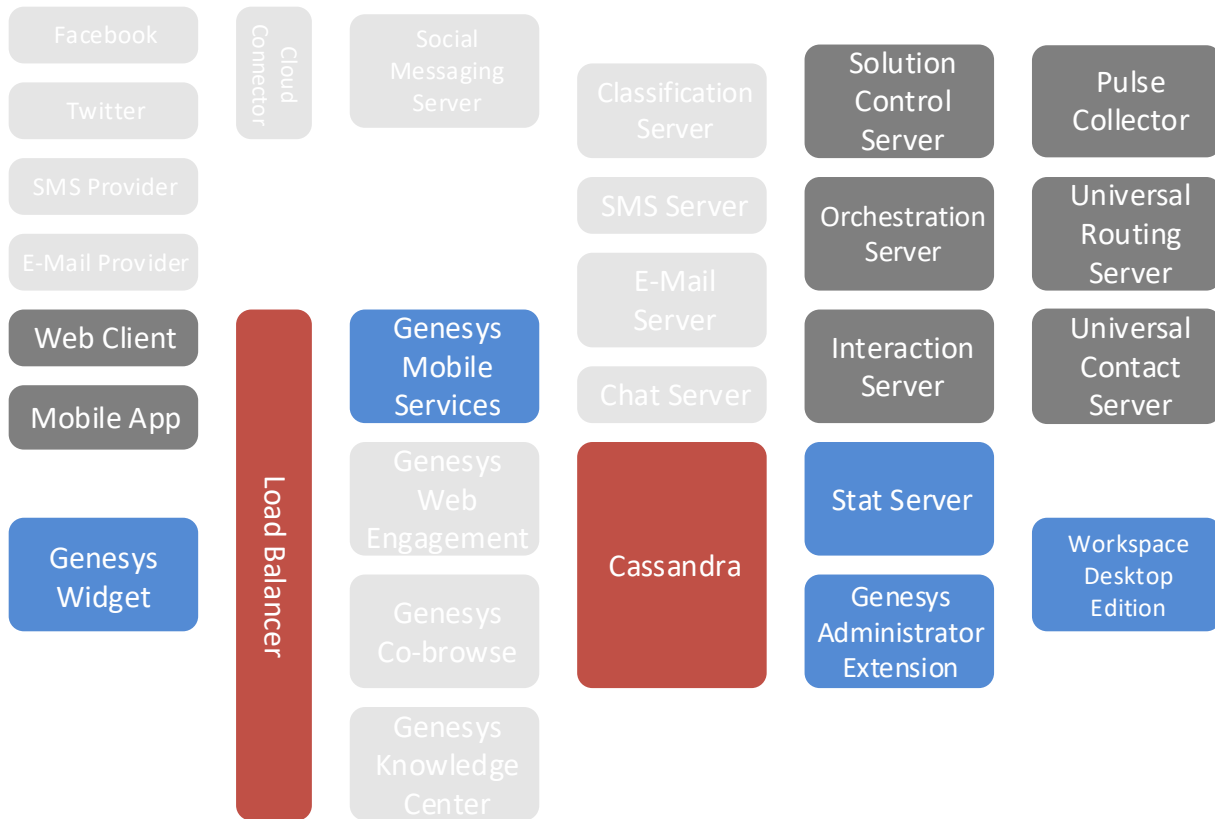 Facebook
Twitter
SMS Provider
E-Mail Provider
Web Client
Mobile App
Genesys
Widget
Cloud
Connector
Load Balancer
Social
Messaging
Server
Genesys
Mobile
Services
Genesys
Web
Engagement
Genesys
Co-browse
Genesys
Knowledge
Center
Classification
Server
SMS Server
E-Mail
Server
Chat Server
Cassandra
Solution
Control
Server
Orchestration
Server
Interaction
Server
Stat Server
Genesys
Administrator
Extension
Pulse
Collector
Universal
Routing
Server
Universal
Contact
Server
Workspace
Desktop
Edition